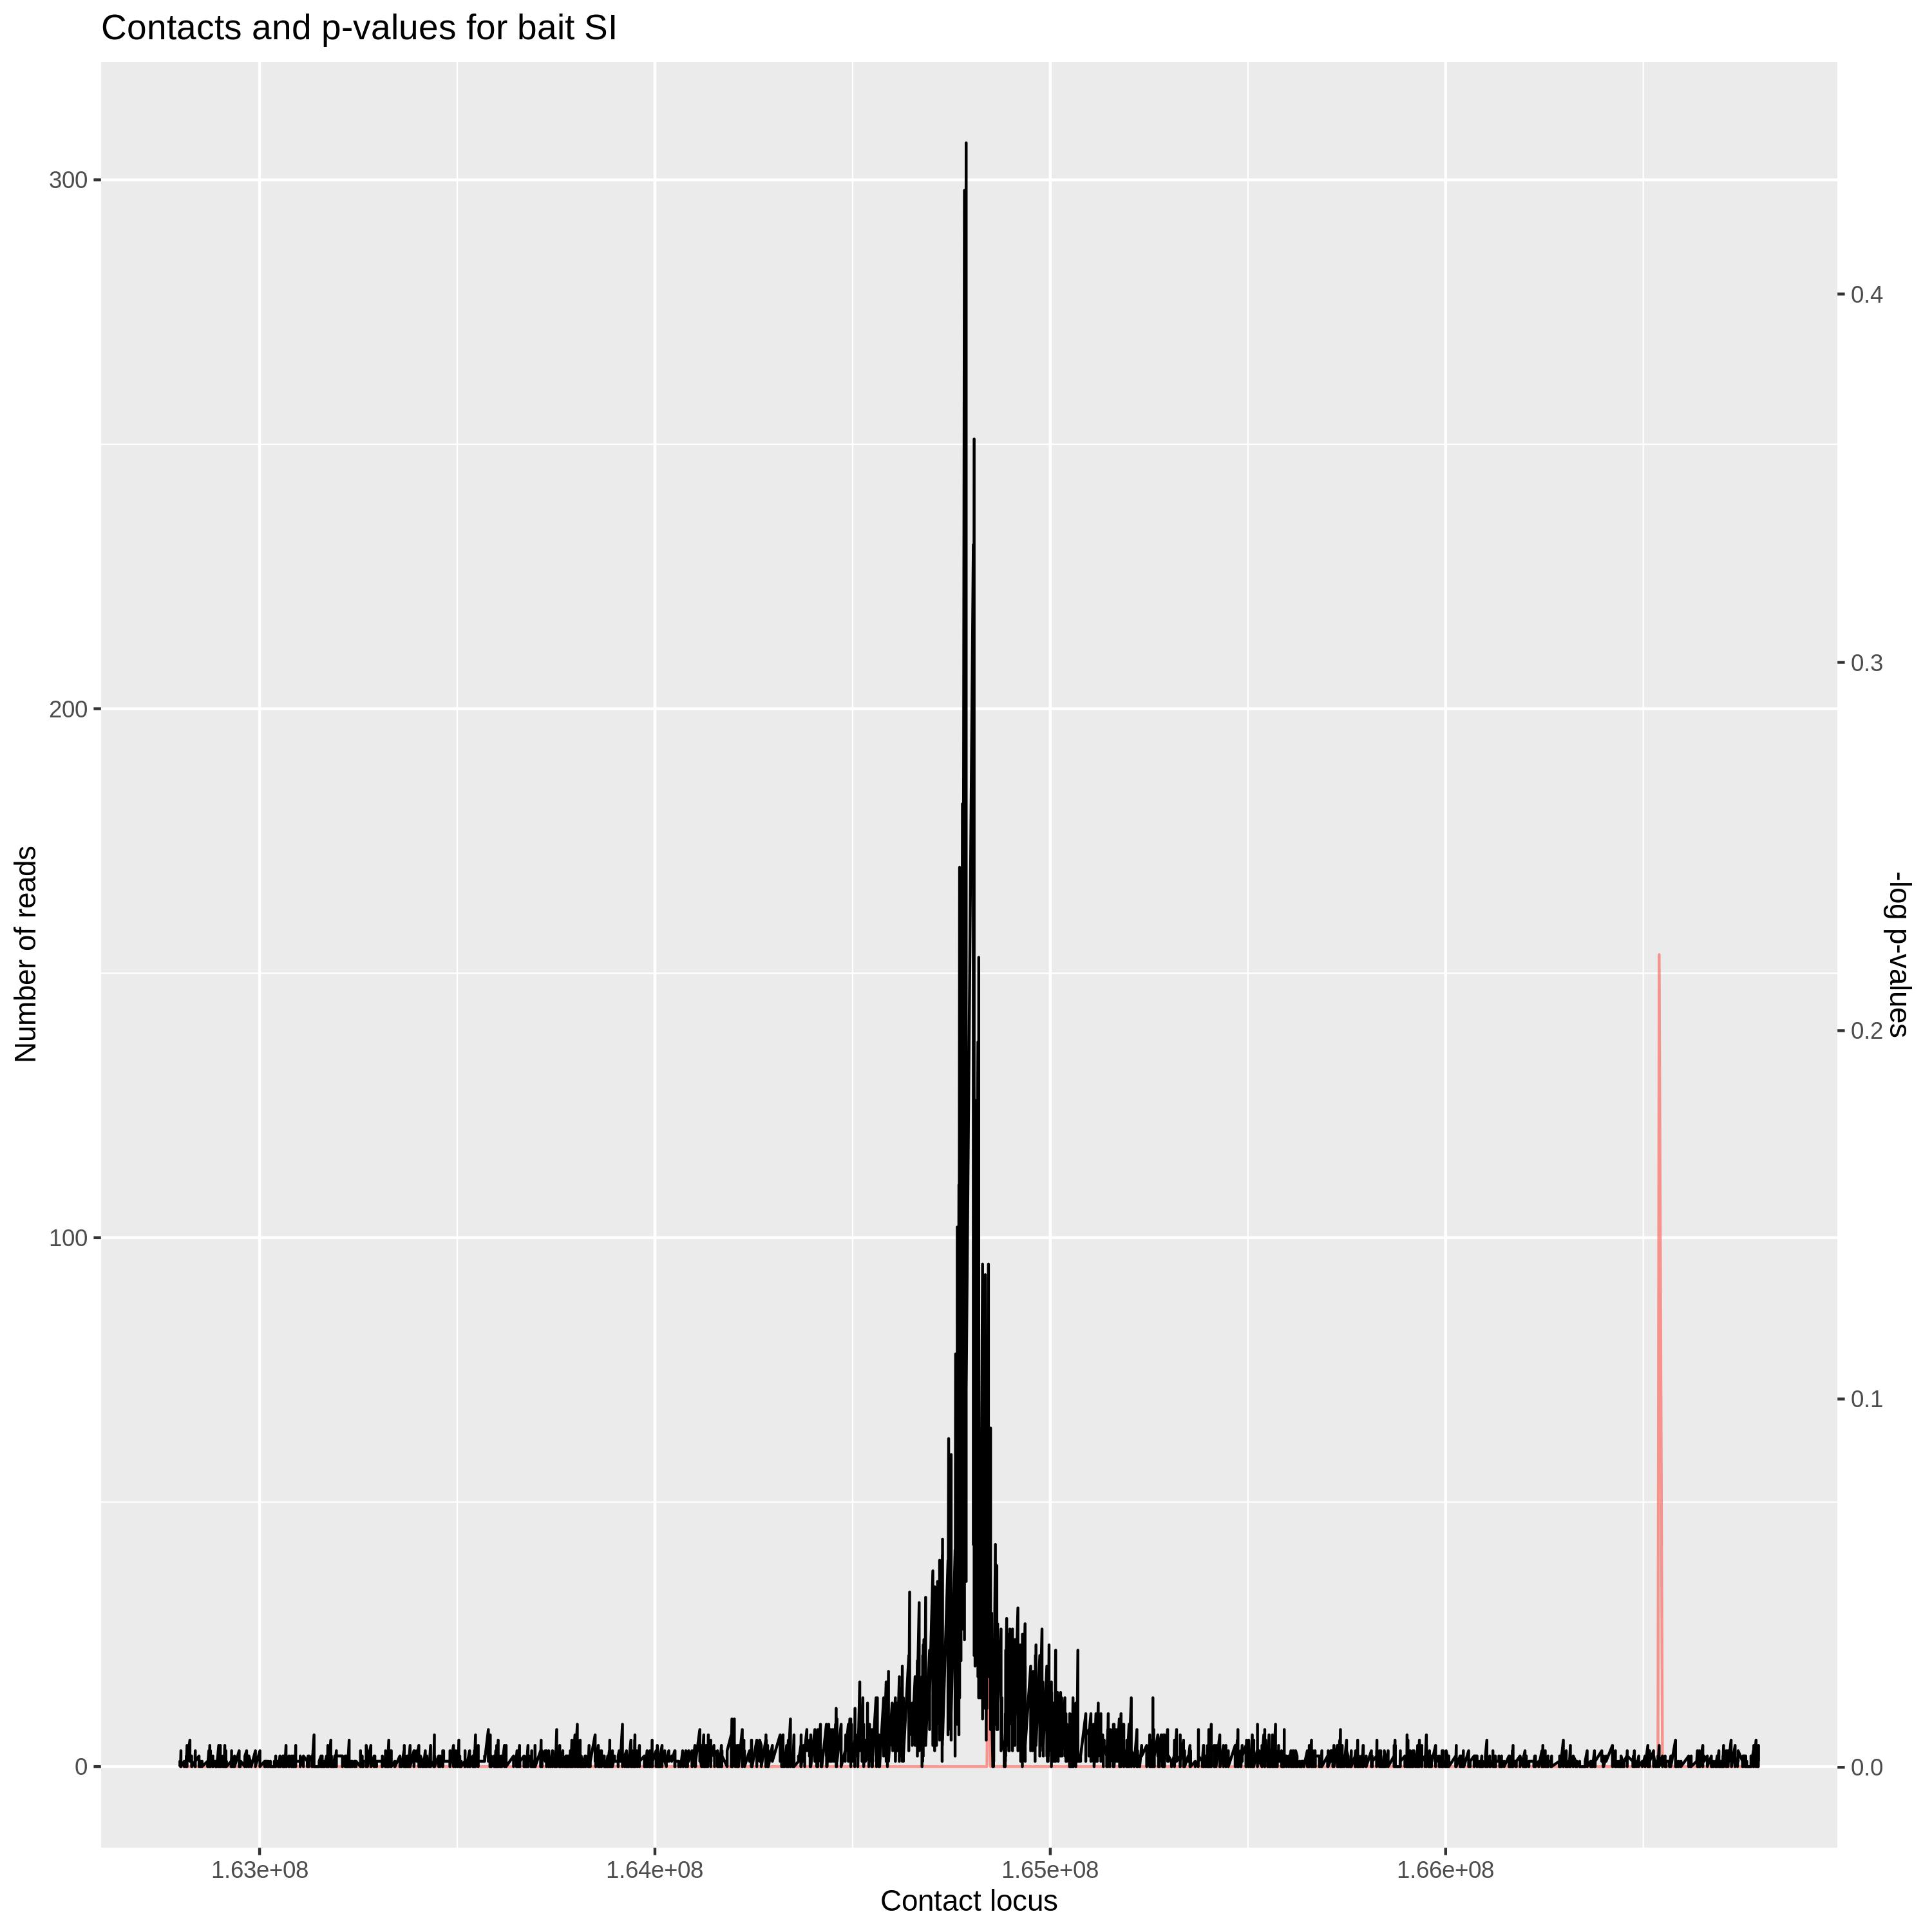 Contacts and p-values for bait SI
300
200
100
0
Number of reads
0.4
0.3
0.2
0.1
0.0
-log p-values
1.63e+08
1.64e+08
1.65e+08
1.66e+08
Contact locus